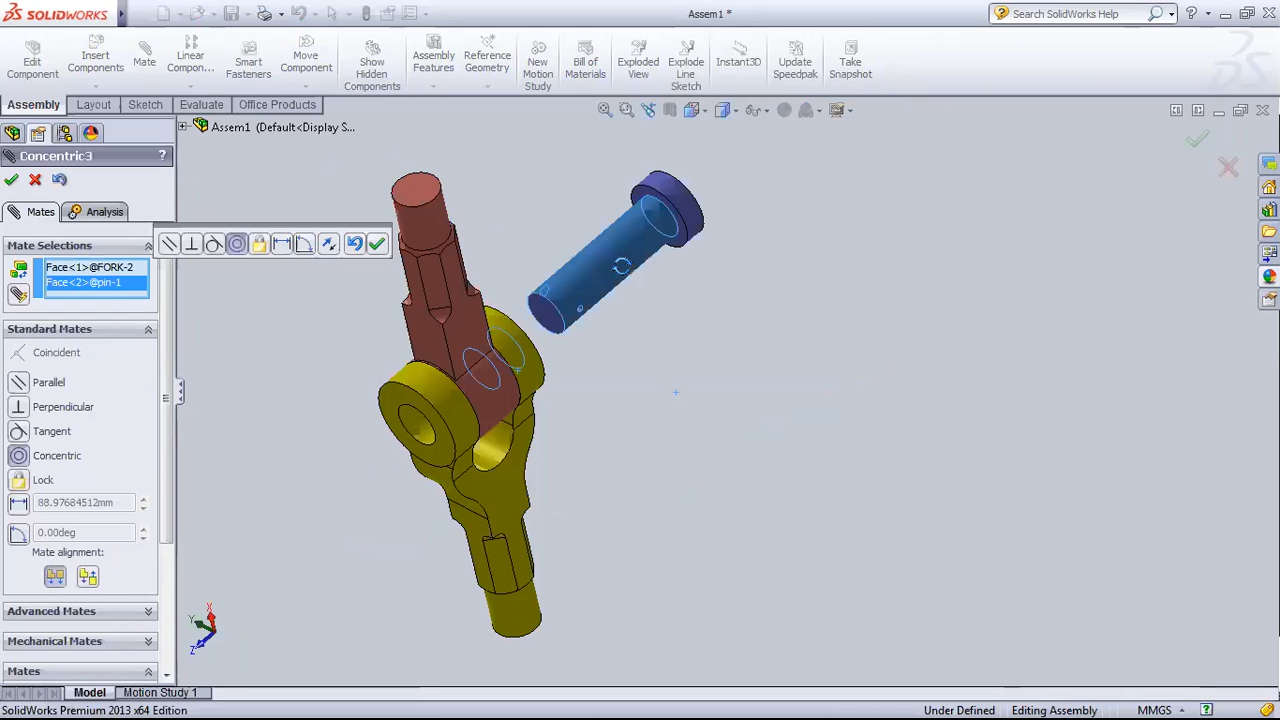 SOLIDWORKS
Assem1 *
Search SolidWorks Help
Edit Component
Insert Components
Mate
Linear Compon...
Smart Fasteners
Move Component
Show Hidden Components
Assembly Features
Reference Geometry
New Motion Study
Bill of Materials
Exploded View
Explode Line Sketch
Instant3D
Update Speedpak
Take Snapshot
Assembly
Layout
Sketch
Evaluate
Office Products
Assem1 (Default<Display S...
Concentric3
?
Mates
Analysis
Mate Selections
Face<1>@FORK-2
Face<2>@pin-1
Standard Mates
Coincident
Parallel
Perpendicular
Tangent
Concentric
Lock
88.97684512mm
0.00deg
Mate alignment:
Advanced Mates
Mechanical Mates
Mates
X
Y
Z
Model
Motion Study 1
SolidWorks Premium 2013 x64 Edition
Under Defined
Editing Assembly
MMGS